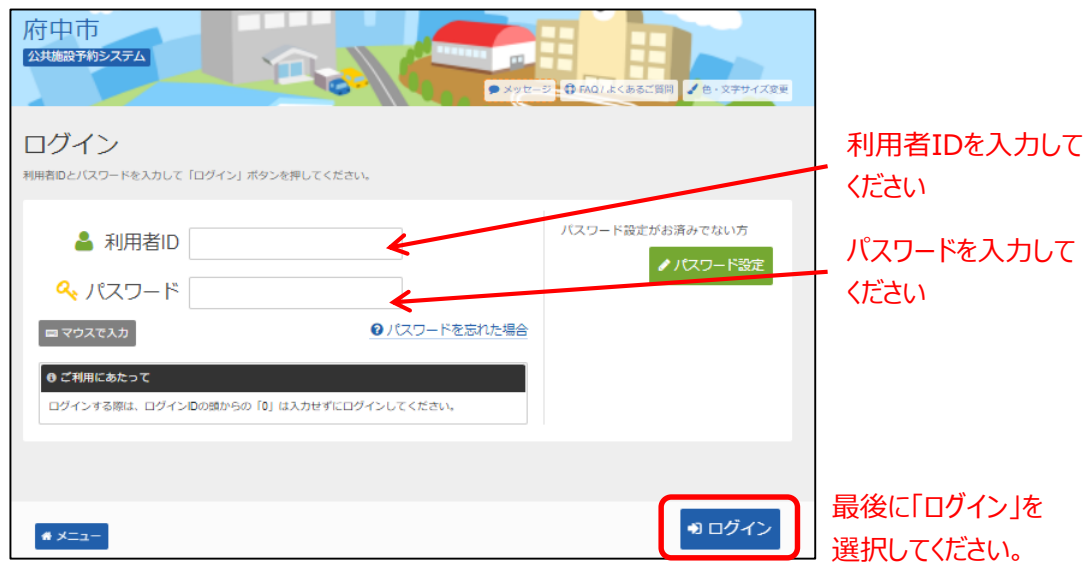 府中市
公共施設予約システム
メッセージ
FAQ / よくあるご質問
色・文字サイズ変更
ログイン
利用者IDとパスワードを入力して「ログイン」ボタンを押してください。
利用者IDを入力して
ください
利用者ID
パスワード設定がお済みでない方
パスワード設定
パスワードを入力して
ください
パスワード
マウスで入力
パスワードを忘れた場合
ご利用にあたって
ログインする際は、ログインIDの頭からの「0」は入力せずにログインしてください。
メニュー
ログイン
最後に「ログイン」を
選択してください。